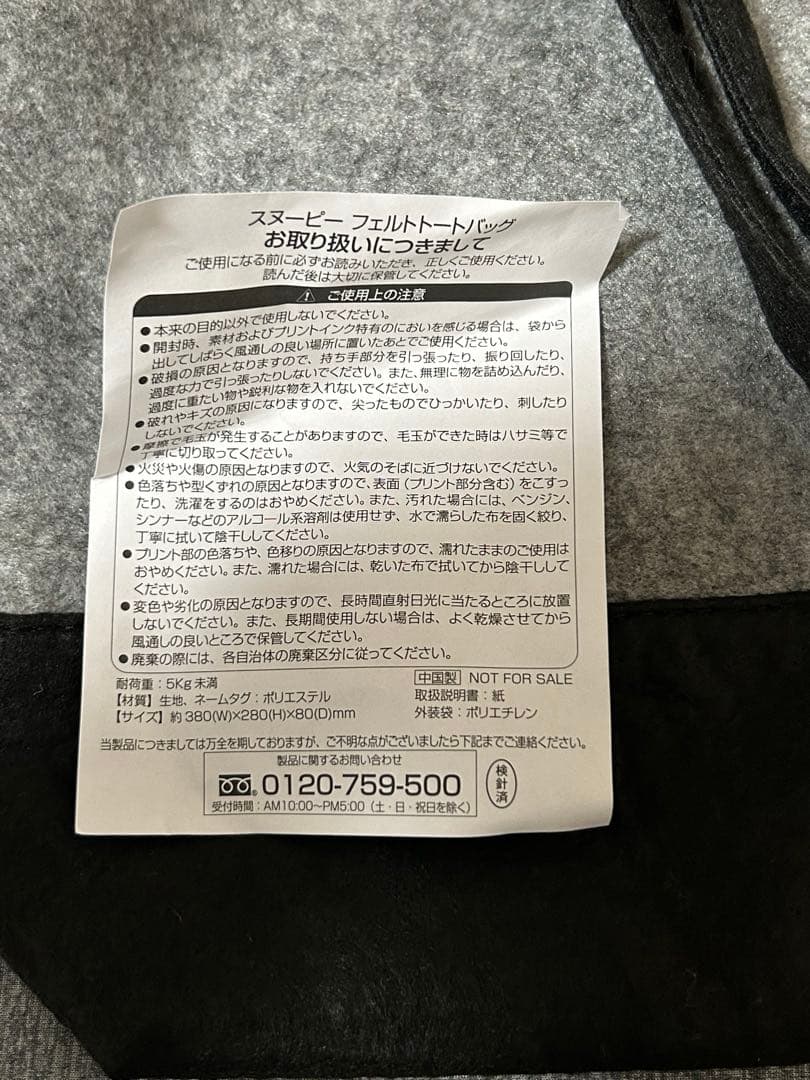 スヌーピー フェルトトートバッグ
お取り扱いにつきまして
ご使用になる前に必ずお読みいただき、正しくご使用ください。
読んだ後は大切に保管してください。
⚠ ご使用上の注意
●本来の目的以外で使用しないでください。
●開封時、素材およびプリントインク特有のにおいを感じる場合は、袋から
出してしばらく風通しの良い場所に置いたあとでご使用ください。
●破損の原因となりますので、持ち手部分を引っ張ったり、振り回したり、
過度な力で引っ張ったりしないでください。また、無理に物を詰め込んだり、
過度に重たい物や鋭利な物を入れないでください。
●破れやキズの原因になりますので、尖ったものでひっかいたり、刺したり
しないでください。
●摩擦で毛玉が発生することがありますので、毛玉ができた時はハサミ等で
丁寧に切り取ってください。
●火災や火傷の原因となりますので、火気のそばに近づけないでください。
●色落ちや型くずれの原因となりますので、表面（プリント部分含む）をこすっ
たり、洗濯をするのはおやめください。また、汚れた場合には、ベンジン、
シンナーなどのアルコール系溶剤は使用せず、水で濡らした布を固く絞り、
丁寧に拭いて陰干ししてください。
●プリント部の色落ちや、色移りの原因となりますので、濡れたままのご使用は
おやめください。また、濡れた場合には、乾いた布で拭いてから陰干しして
ください。
●変色や劣化の原因となりますので、長時間直射日光に当たるところに放置
しないでください。また、長期間使用しない場合は、よく乾燥させてから
風通しの良いところで保管してください。
●廃棄の際には、各自治体の廃棄区分に従ってください。
耐荷重：5Kg未満
【材質】生地、ネームタグ：ポリエステル
【サイズ】約380(W)×280(H)×80(D)mm
中国製 NOT FOR SALE
取扱説明書：紙
外装袋：ポリエチレン
当製品につきましては万全を期しておりますが、ご不明な点がございましたら下記までご連絡ください。
製品に関するお問い合わせ
0120-759-500
受付時間：AM10:00〜PM5:00（土・日・祝日を除く）
検針済